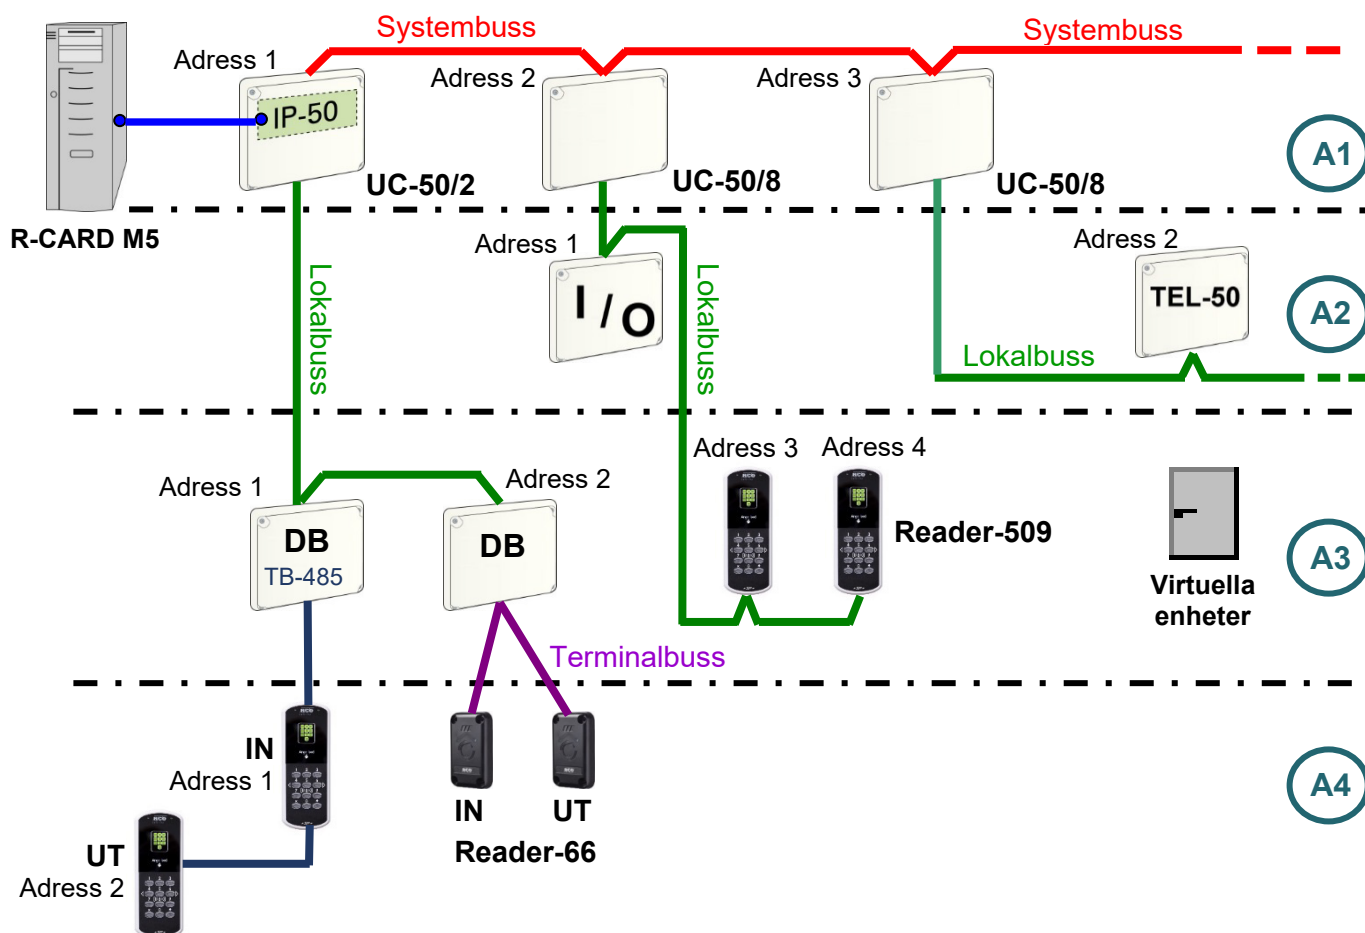 Systembuss
Systembuss
Adress 1
Adress 2
Adress 3
IP-50
A1
UC-50/2
UC-50/8
UC-50/8
R-CARD M5
Adress 1
Adress 2
Lokalbuss
Lokalbuss
I/O
TEL-50
A2
Lokalbuss
Adress 1
Adress 2
Adress 3
Adress 4
DB
TB-485
DB
Reader-509
A3
Virtuella
enheter
Terminalbuss
IN
Adress 1
IN
UT
A4
Reader-66
UT
Adress 2